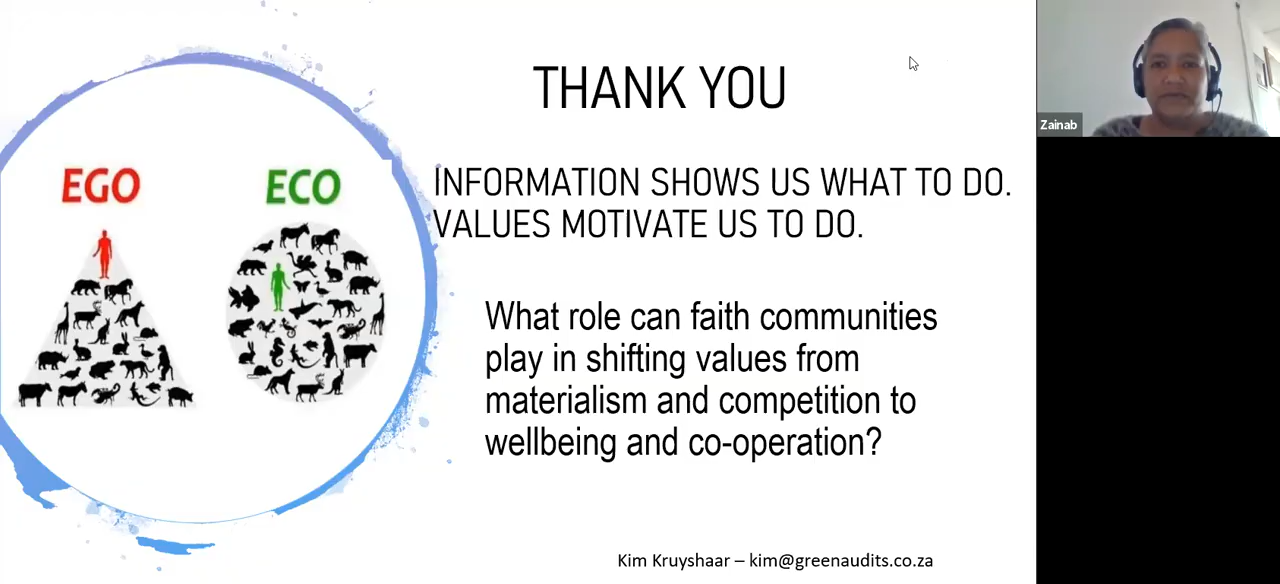 THANK YOU
EGO
ECO
INFORMATION SHOWS US WHAT TO DO.
VALUES MOTIVATE US TO DO.
What role can faith communities
play in shifting values from
materialism and competition to
wellbeing and co-operation?
Kim Kruyshaar – kim@greenaudits.co.za
Zainab